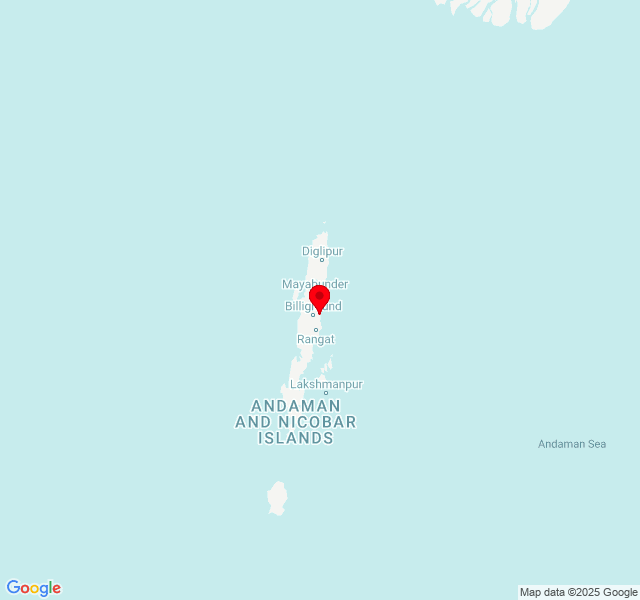 Diglipur
Mayabunder
Billiground
Rangat
Lakshmanpur
ANDAMAN
AND NICOBAR
ISLANDS
Andaman Sea
Google
Map data ©2025 Google